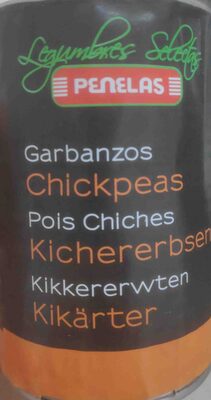 Legumbres Selectas
PENELAS
Garbanzos
Chickpeas
Pois Chiches
Kichererbsen
Kikkererwten
Kikärter